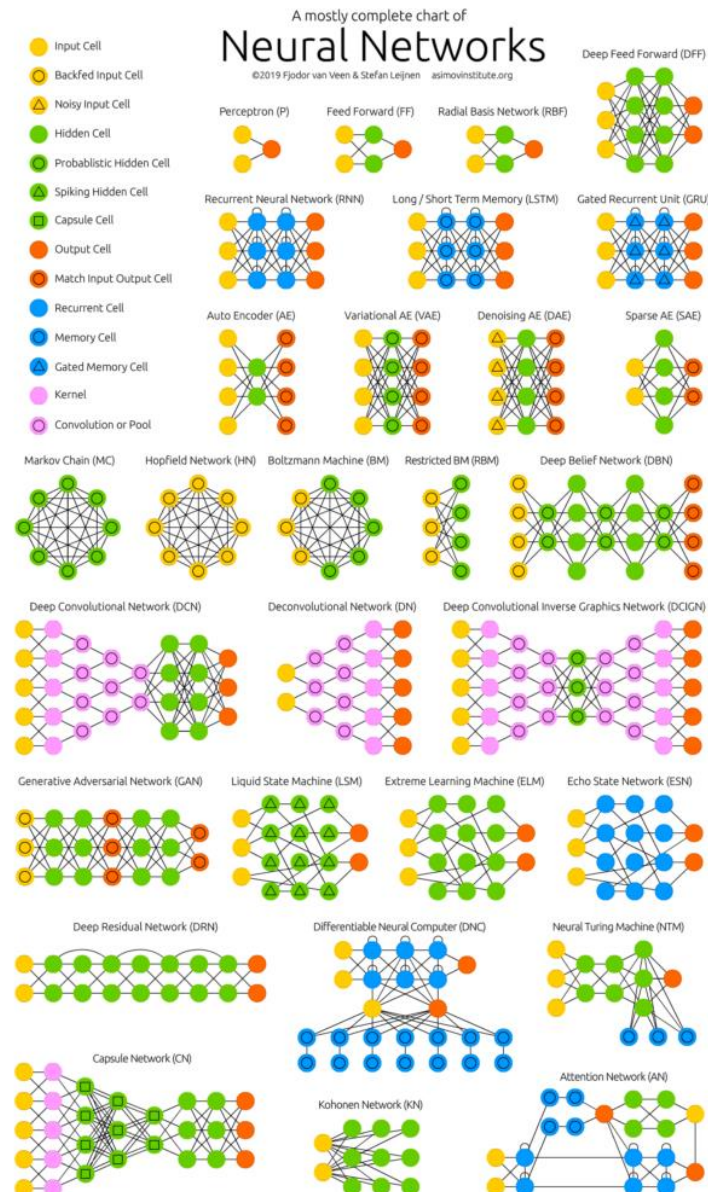 A mostly complete chart of
Neural Networks
©2019 Fjodor van Veen & Stefan Leijnen asimovinstitute.org
Input Cell
Backfed Input Cell
Noisy Input Cell
Hidden Cell
Probablistic Hidden Cell
Spiking Hidden Cell
Capsule Cell
Output Cell
Match Input Output Cell
Recurrent Cell
Memory Cell
Gated Memory Cell
Kernel
Convolution or Pool
Deep Feed Forward (DFF)
Perceptron (P)
Feed Forward (FF)
Radial Basis Network (RBF)
Recurrent Neural Network (RNN)
Long / Short Term Memory (LSTM)
Gated Recurrent Unit (GRU)
Auto Encoder (AE)
Variational AE (VAE)
Denoising AE (DAE)
Sparse AE (SAE)
Markov Chain (MC)
Hopfield Network (HN)
Boltzmann Machine (BM)
Restricted BM (RBM)
Deep Belief Network (DBN)
Deep Convolutional Network (DCN)
Deconvolutional Network (DN)
Deep Convolutional Inverse Graphics Network (DCIGN)
Generative Adversarial Network (GAN)
Liquid State Machine (LSM)
Extreme Learning Machine (ELM)
Echo State Network (ESN)
Deep Residual Network (DRN)
Differentiable Neural Computer (DNC)
Neural Turing Machine (NTM)
Capsule Network (CN)
Kohonen Network (KN)
Attention Network (AN)